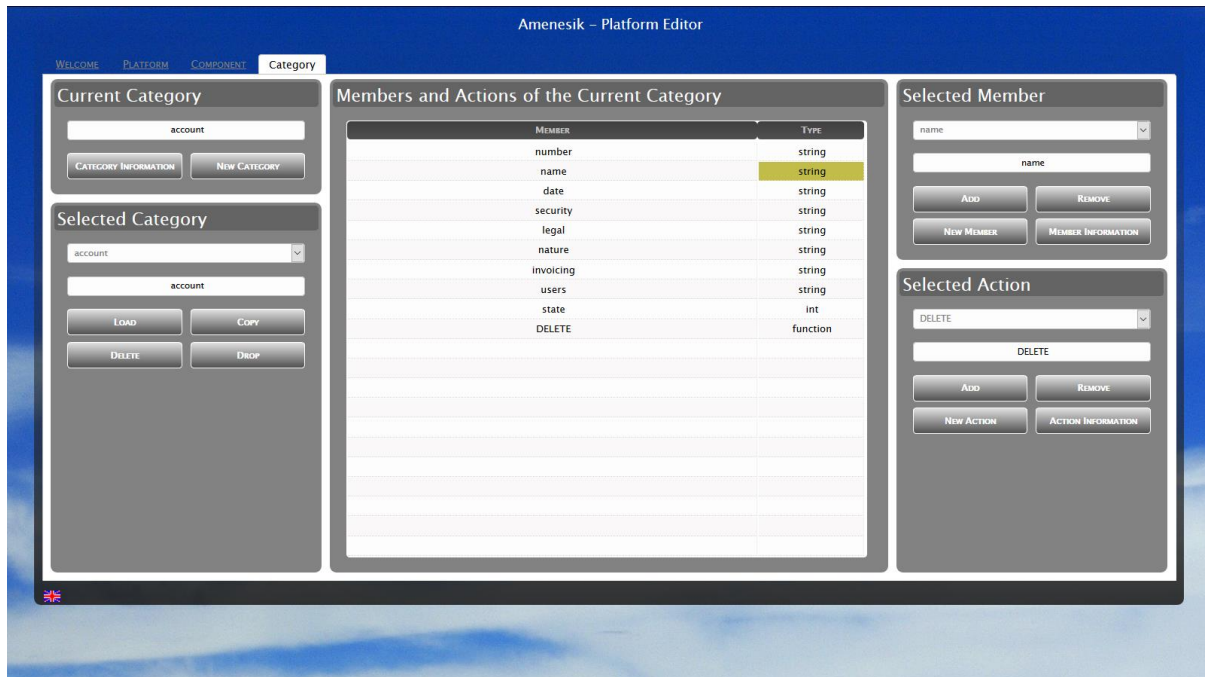 Amenesik – Platform Editor
Welcome Platform Component Category
Current Category
account
Category Information New Category
Selected Category
account
account
Load Copy
Delete Drop
Members and Actions of the Current Category
Member Type
number string
name string
date string
security string
legal string
nature string
invoicing string
users string
state int
DELETE function
Selected Member
name
name
Add Remove
New Member Member Information
Selected Action
DELETE
DELETE
Add Remove
New Action Action Information